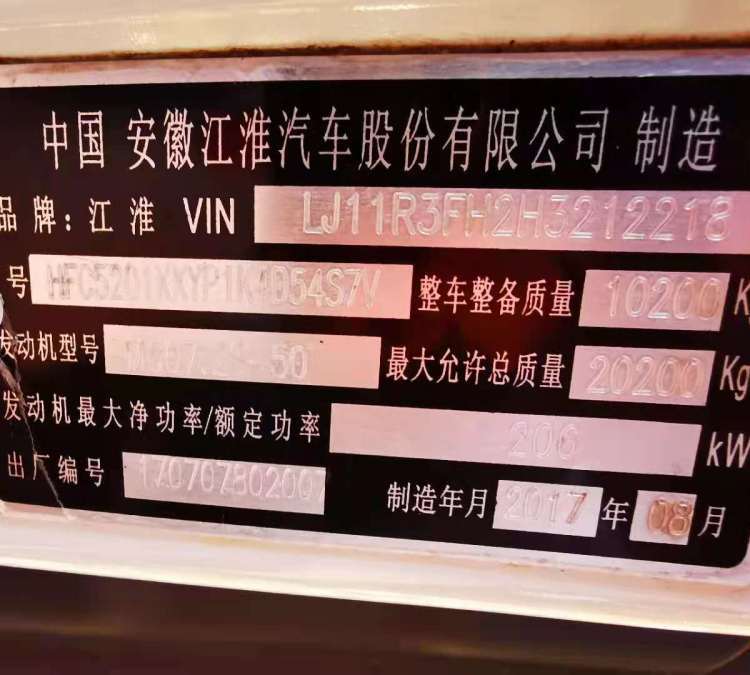 中国 安徽江淮汽车股份有限公司 制造
品牌:江淮 VIN LJ11R3FH2H3212218
号 HFC5201XXYP1K4D54S7V 整车整备质量 10200 K
发动机型号 最大允许总质量 20200 Kg
发动机最大净功率/额定功率 206 kW
出厂编号 17070780200 制造年月 2017 年 08 月